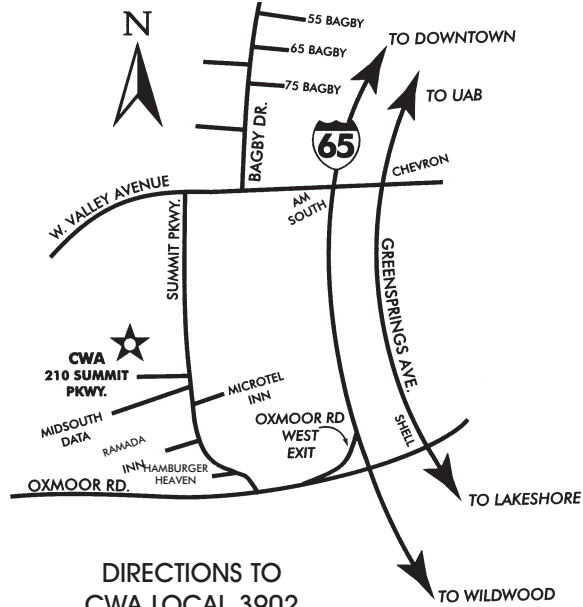 N
55 BAGBY
65 BAGBY
75 BAGBY
BAGBY DR.
TO DOWNTOWN
TO UAB
65
CHEVRON
W. VALLEY AVENUE
AM
SOUTH
SUMMIT PKWY.
GREENSPRINGS AVE.
CWA
210 SUMMIT
PKWY.
MICROTEL
INN
MIDSOUTH
DATA
OXMOOR RD
WEST
EXIT
SHELL
RAMADA
INN
HAMBURGER
HEAVEN
OXMOOR RD.
TO LAKESHORE
TO WILDWOOD
DIRECTIONS TO
CWA LOCAL 3902